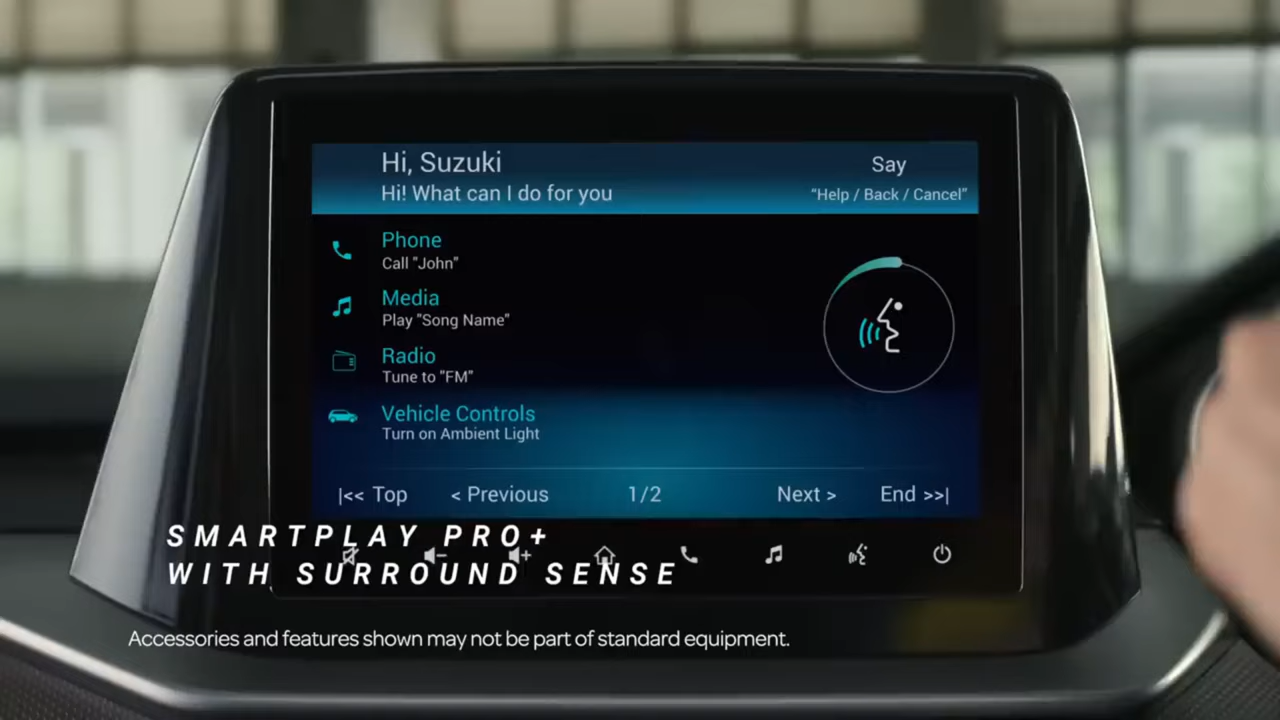 Hi, Suzuki
Hi! What can I do for you
Say
“Help / Back / Cancel”
Phone
Call "John"
Media
Play "Song Name"
Radio
Tune to "FM"
Vehicle Controls
Turn on Ambient Light
|<< Top < Previous 1/2 Next > End >>|
SMARTPLAY PRO+
WITH SURROUND SENSE
Accessories and features shown may not be part of standard equipment.